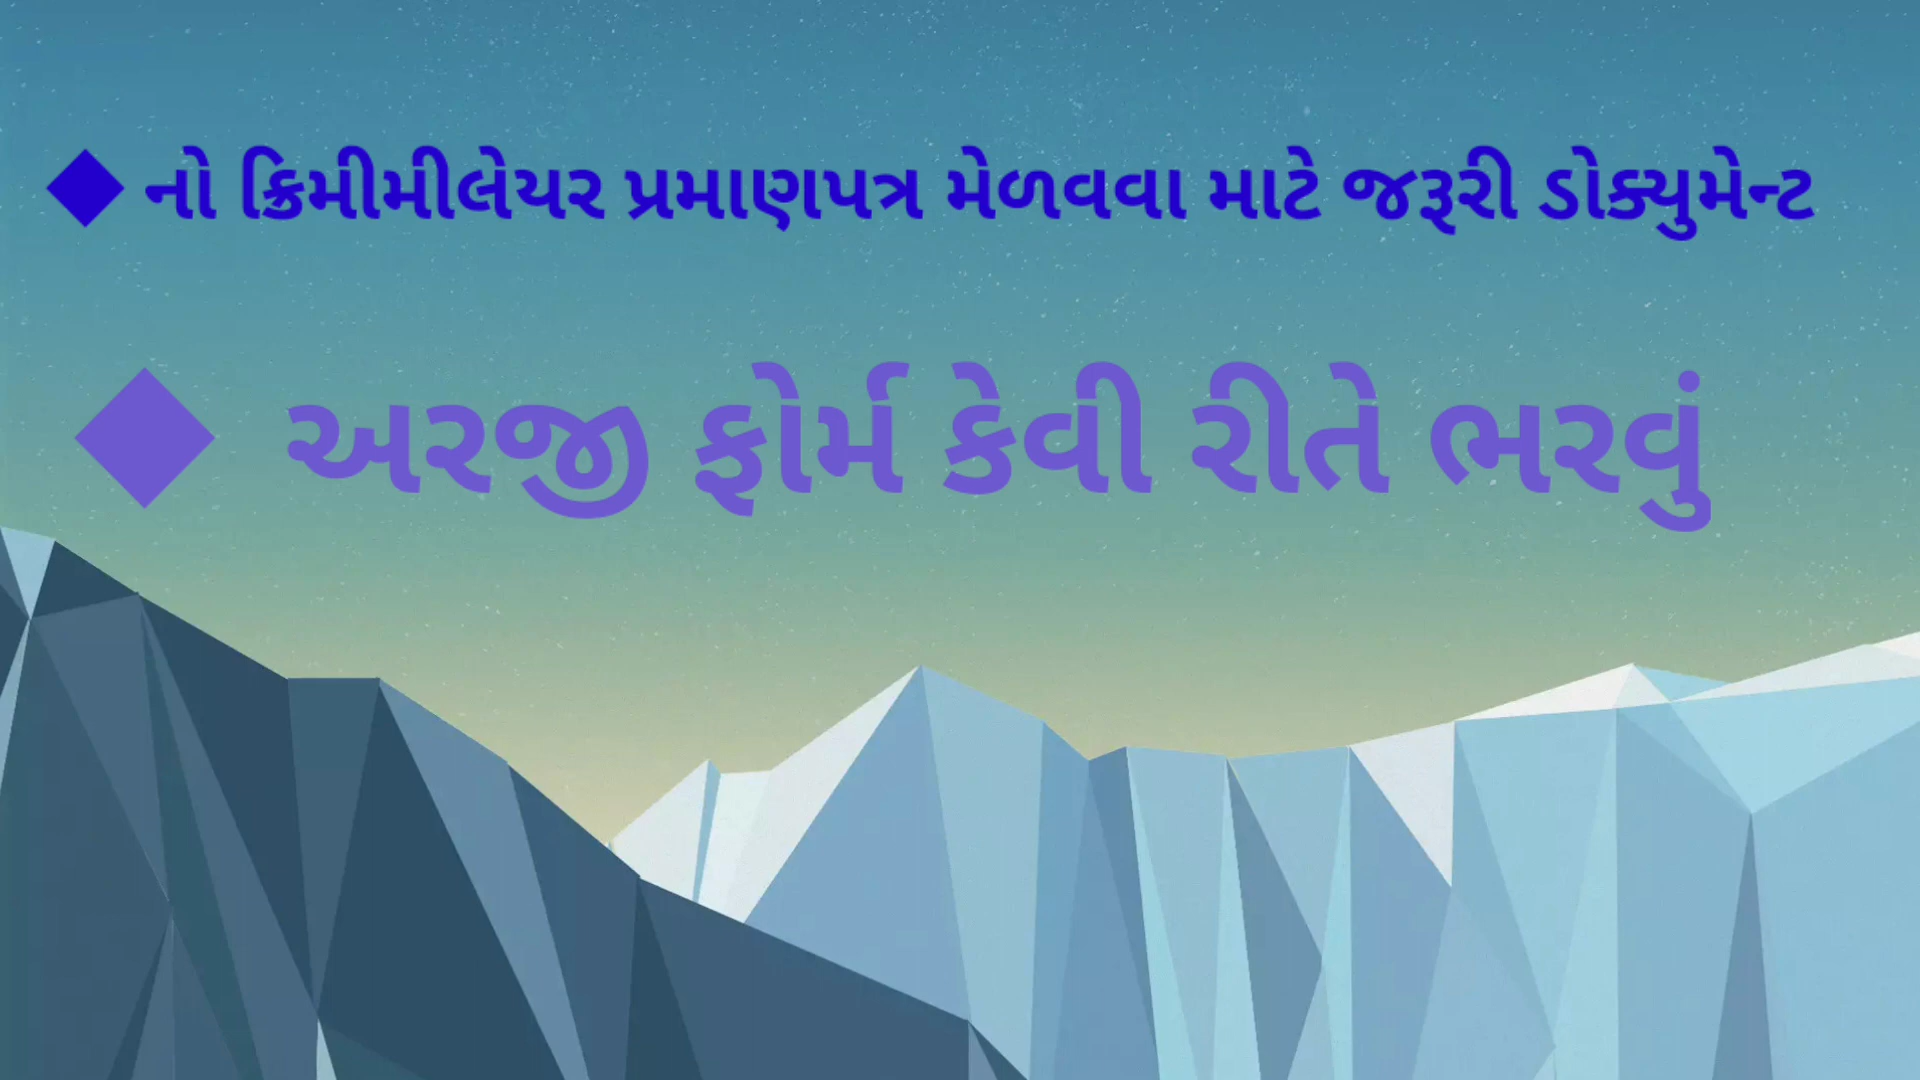 ◆ નો ક્રિમીમીલેયર પ્રમાણપત્ર મેળવવા માટે જરૂરી ડોક્યુમેન્ટ
◆ અરજી ફોર્મ કેવી રીતે ભરવું